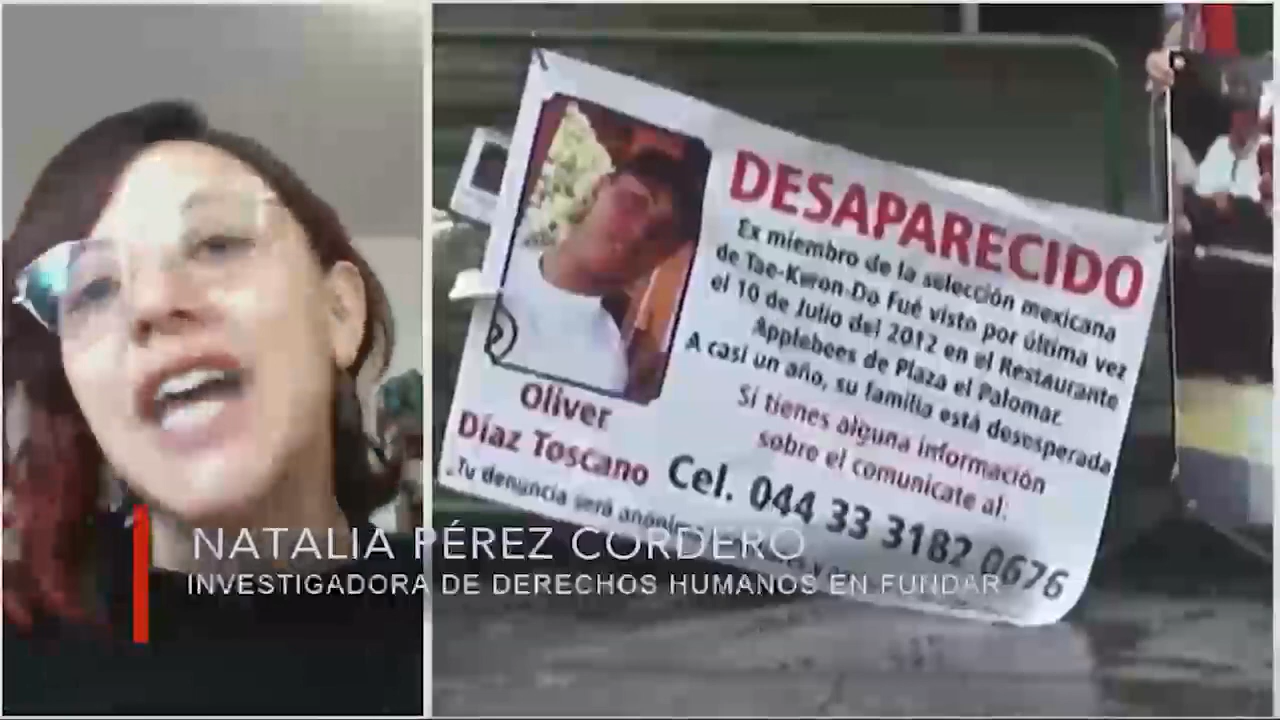 DESAPARECIDO
Ex miembro de la selección mexicana
de Tae-Kwon-Do Fué visto por última vez
el 10 de Julio del 2012 en el Restaurante
Applebees de Plaza el Palomar.
A casi un año, su familia está desesperada
Si tienes alguna información
sobre el comunicate al:
Cel. 044 33 3182 0676
Oliver
Díaz Toscano
Tu denuncia será
NATALIA PÉREZ CORDERO
INVESTIGADORA DE DERECHOS HUMANOS EN FUNDAR